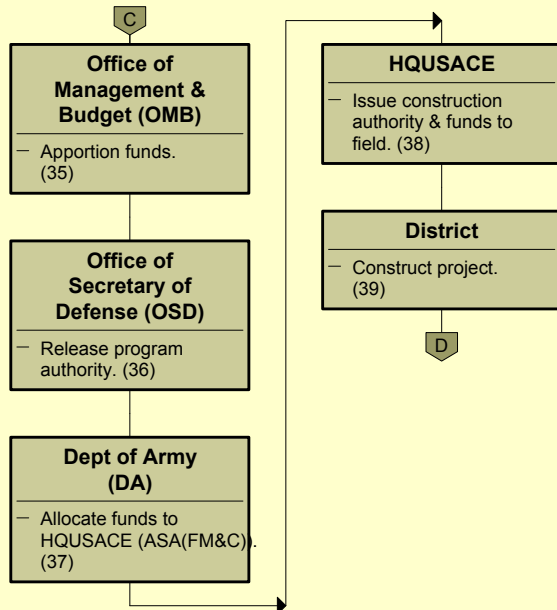 C
Office of
Management &
Budget (OMB)
– Apportion funds.
(35)
Office of
Secretary of
Defense (OSD)
– Release program
authority. (36)
Dept of Army
(DA)
– Allocate funds to
HQUSACE (ASA(FM&C)).
(37)
HQUSACE
– Issue construction
authority & funds to
field. (38)
District
– Construct project.
(39)
D